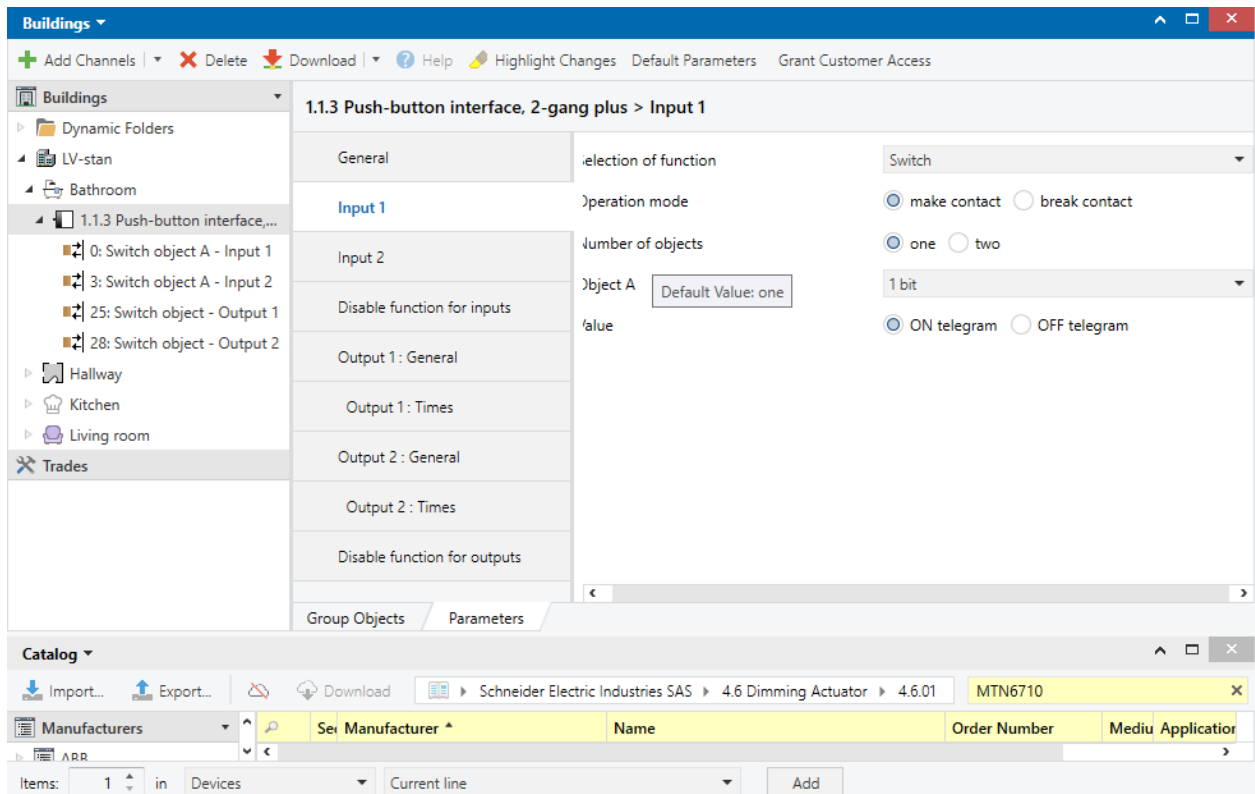 Buildings
Add Channels Delete Download Help Highlight Changes Default Parameters Grant Customer Access
Buildings
Dynamic Folders
LV-stan
Bathroom
1.1.3 Push-button interface,...
0: Switch object A - Input 1
3: Switch object A - Input 2
25: Switch object - Output 1
28: Switch object - Output 2
Hallway
Kitchen
Living room
Trades
1.1.3 Push-button interface, 2-gang plus > Input 1
General
Input 1
Input 2
Disable function for inputs
Output 1 : General
Output 1 : Times
Output 2 : General
Output 2 : Times
Disable function for outputs
election of function Switch
Operation mode make contact break contact
Number of objects one two
Object A 1 bit
Default Value: one
Value ON telegram OFF telegram
Group Objects Parameters
Catalog
Import... Export... Download Schneider Electric Industries SAS 4.6 Dimming Actuator 4.6.01 MTN6710
Manufacturers Manufacturer Name Order Number Mediu Application
ABB
Items: 1 in Devices Current line Add